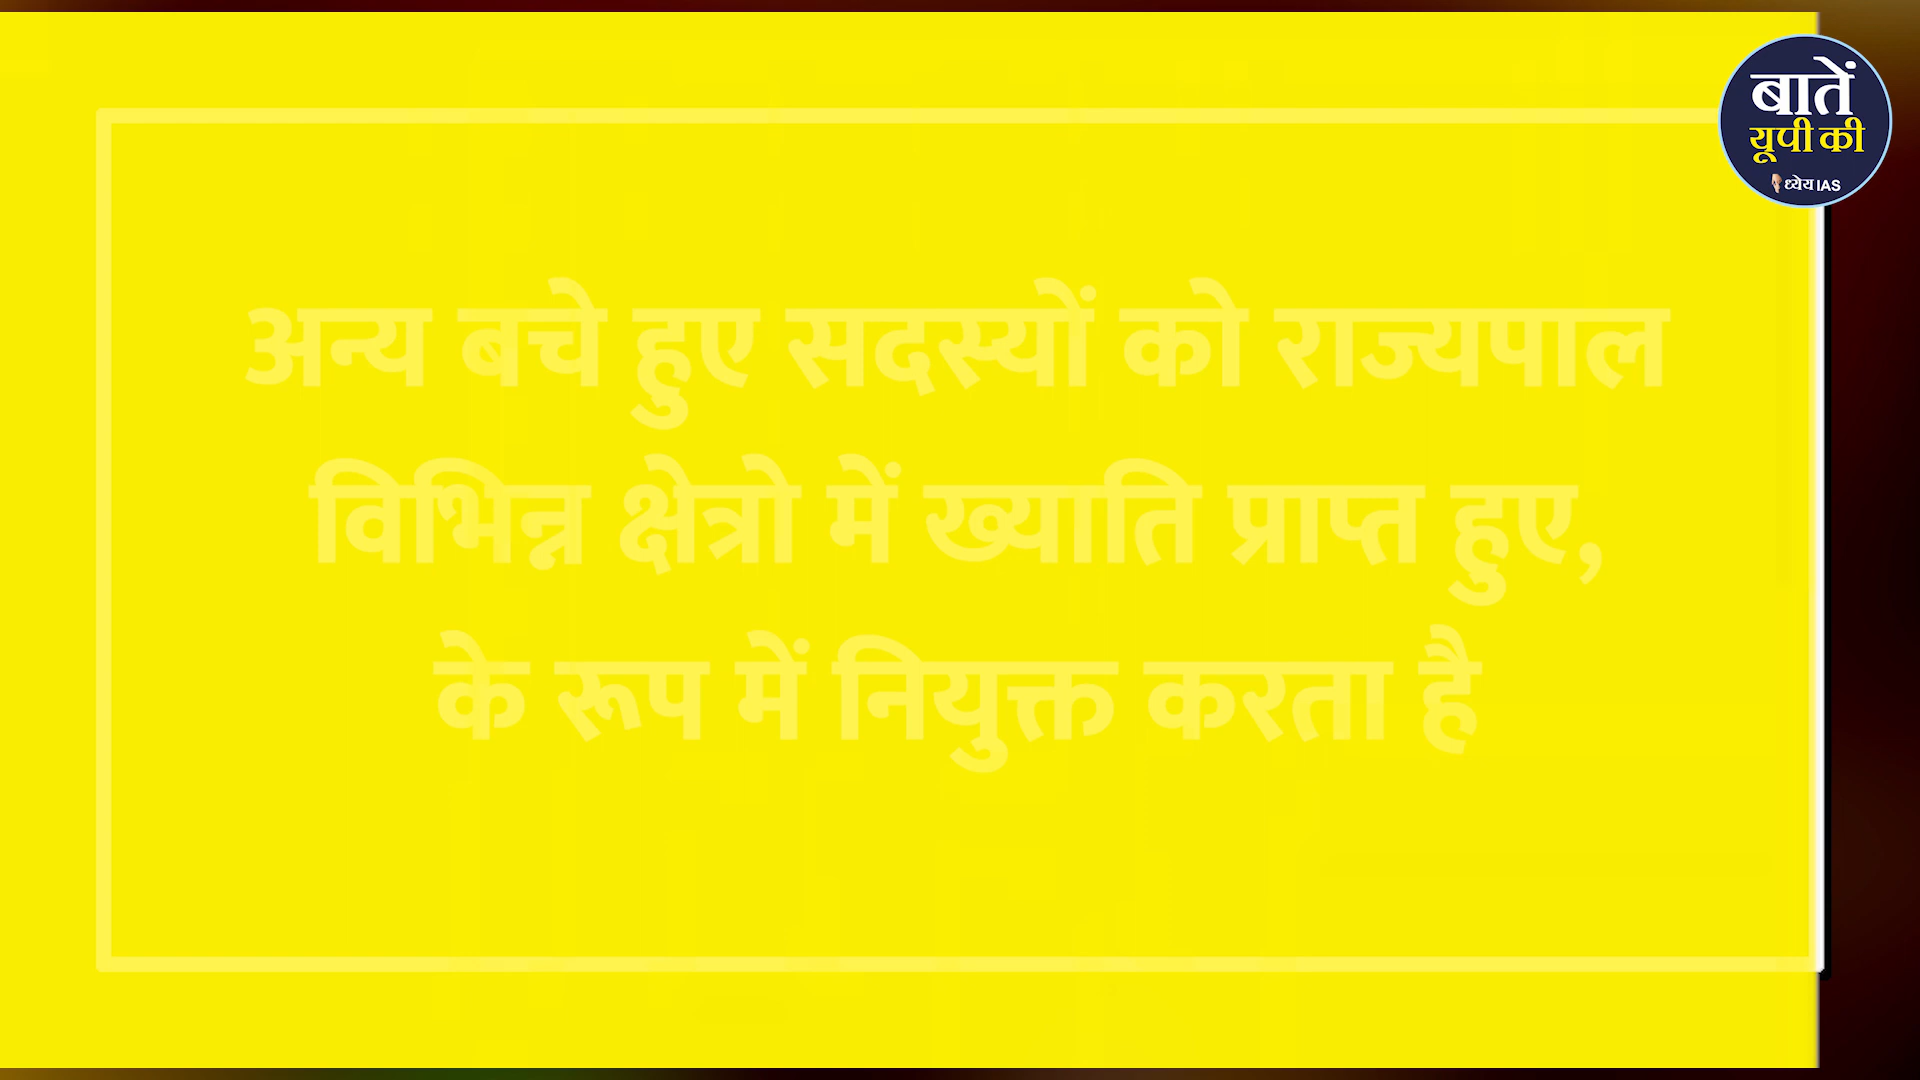 बातें
यूपी की
ध्येय IAS
अन्य बचे हुए सदस्यों को राज्यपाल
विभिन्न क्षेत्रो में ख्याति प्राप्त हुए,
के रूप में नियुक्त करता है